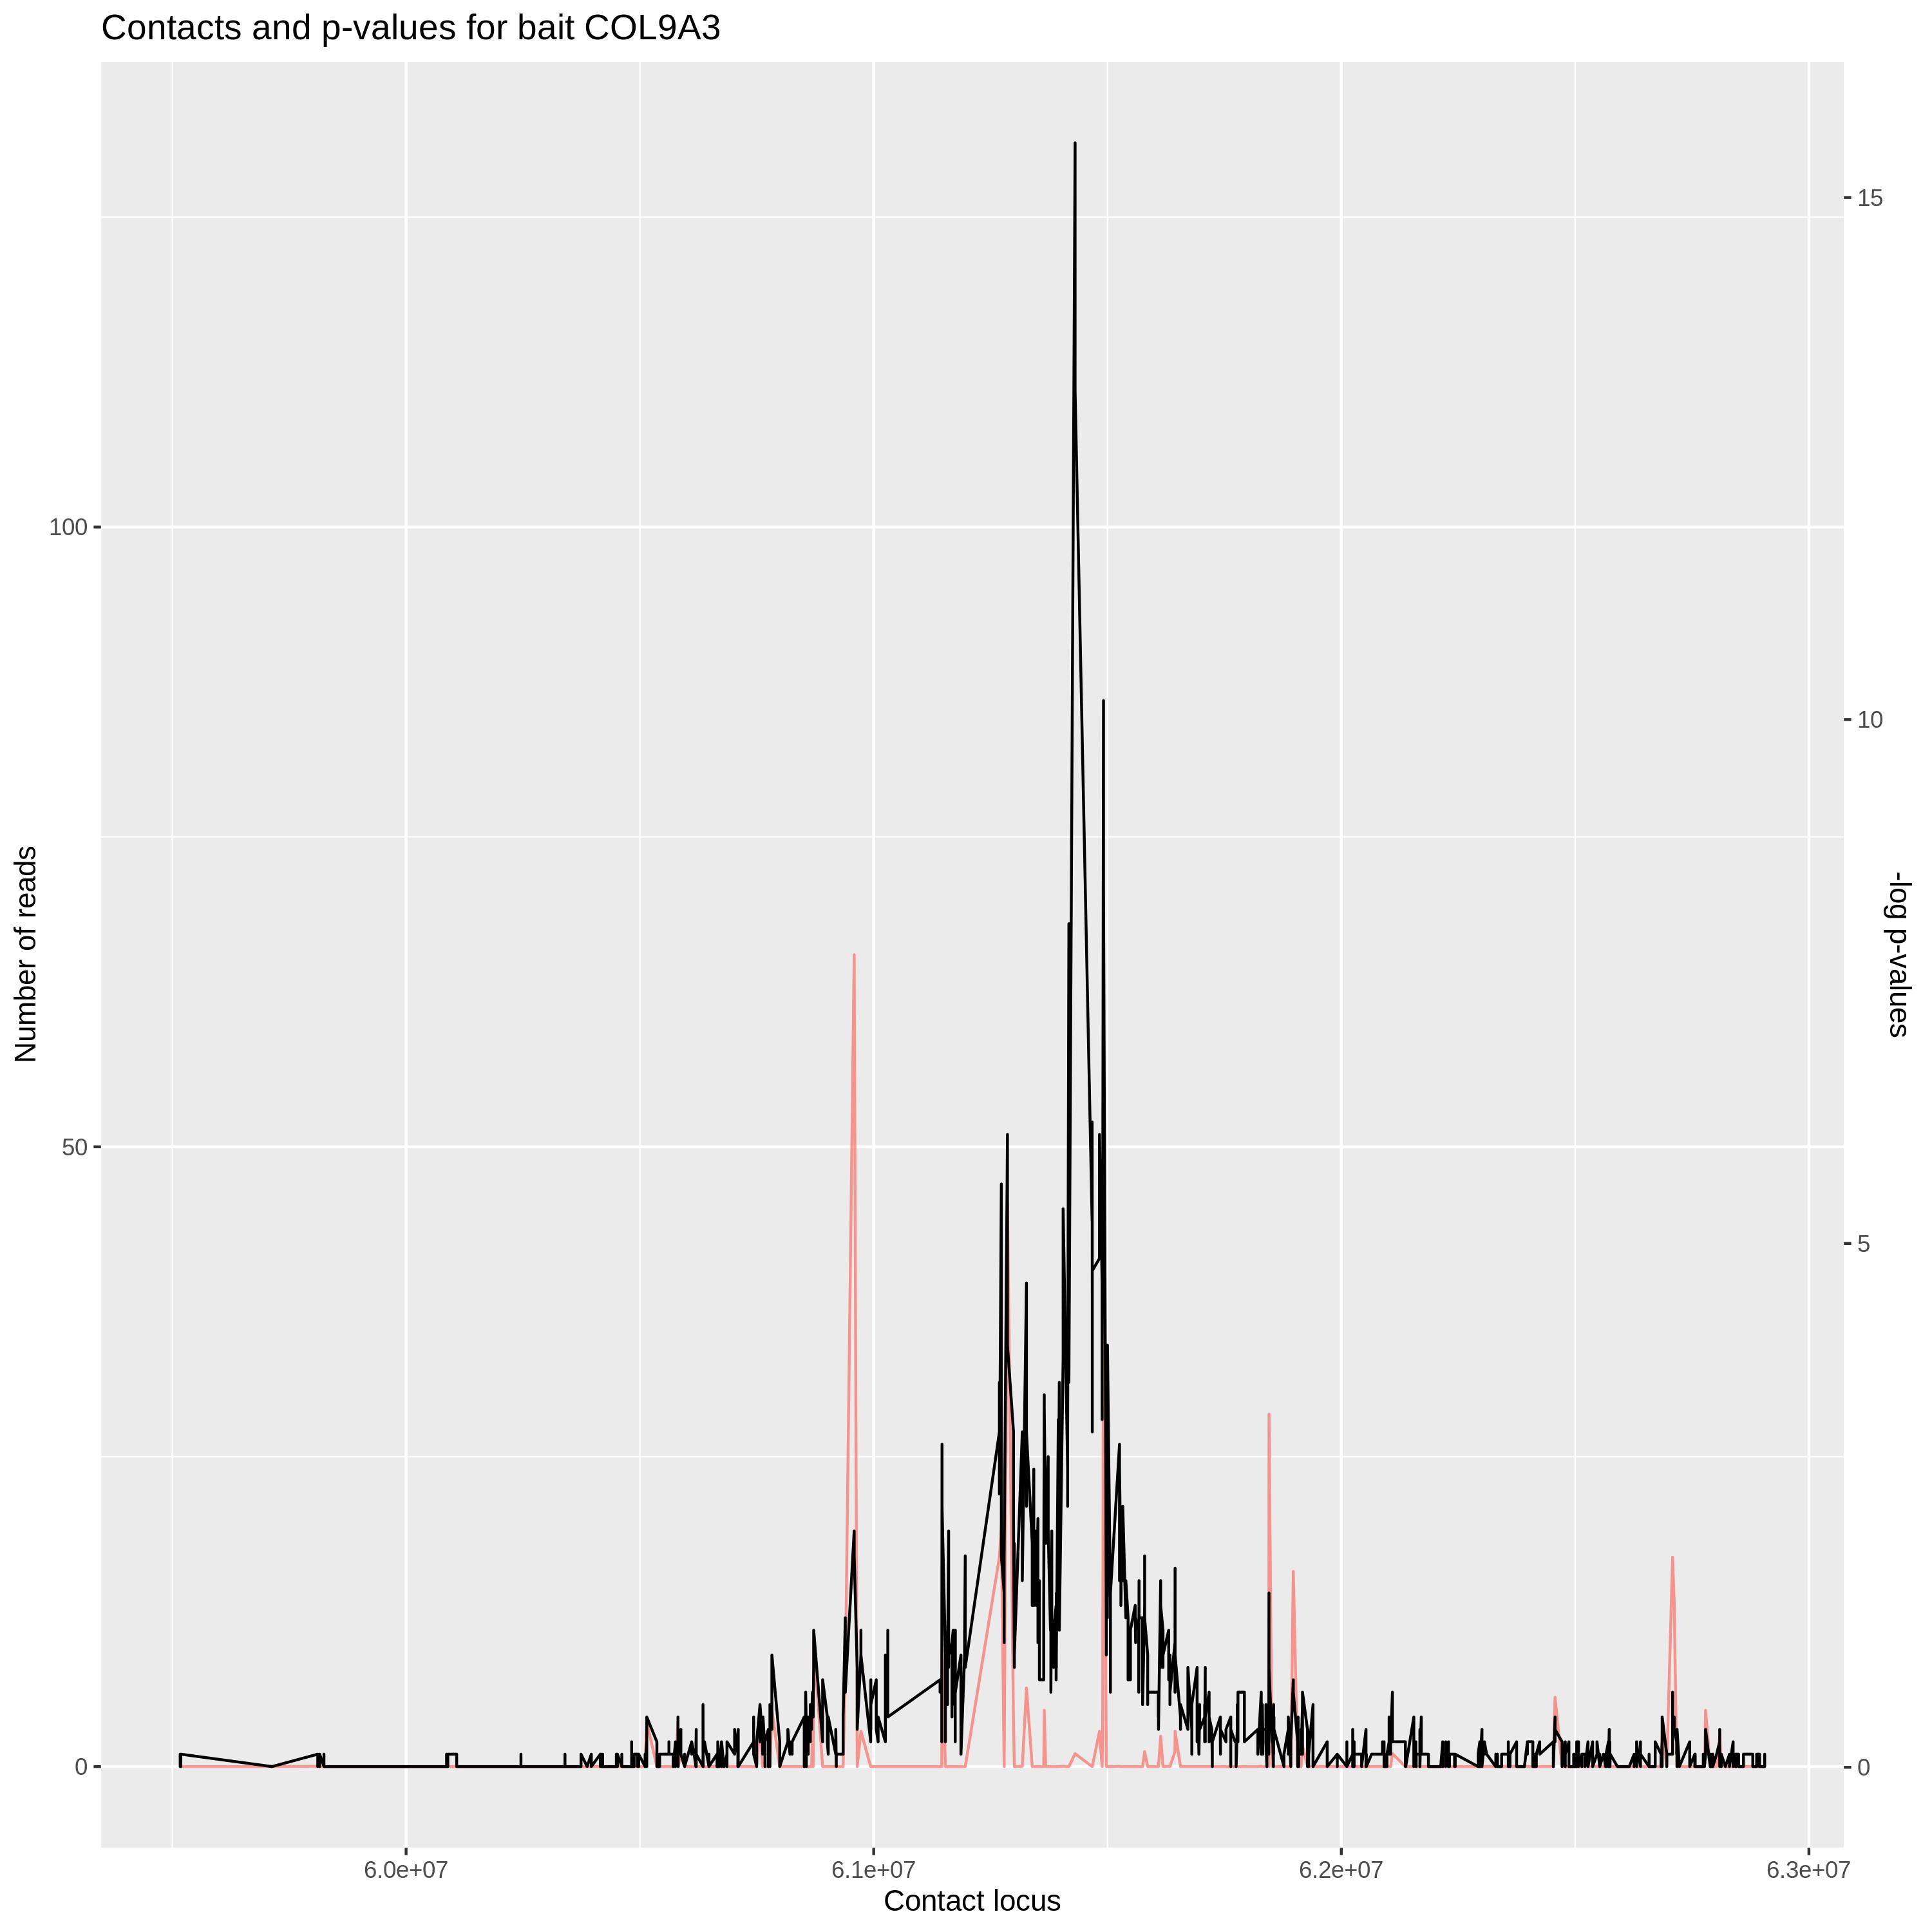 Contacts and p-values for bait COL9A3
Number of reads
100
50
0
15
10
5
0
-log p-values
6.0e+07
6.1e+07
6.2e+07
6.3e+07
Contact locus